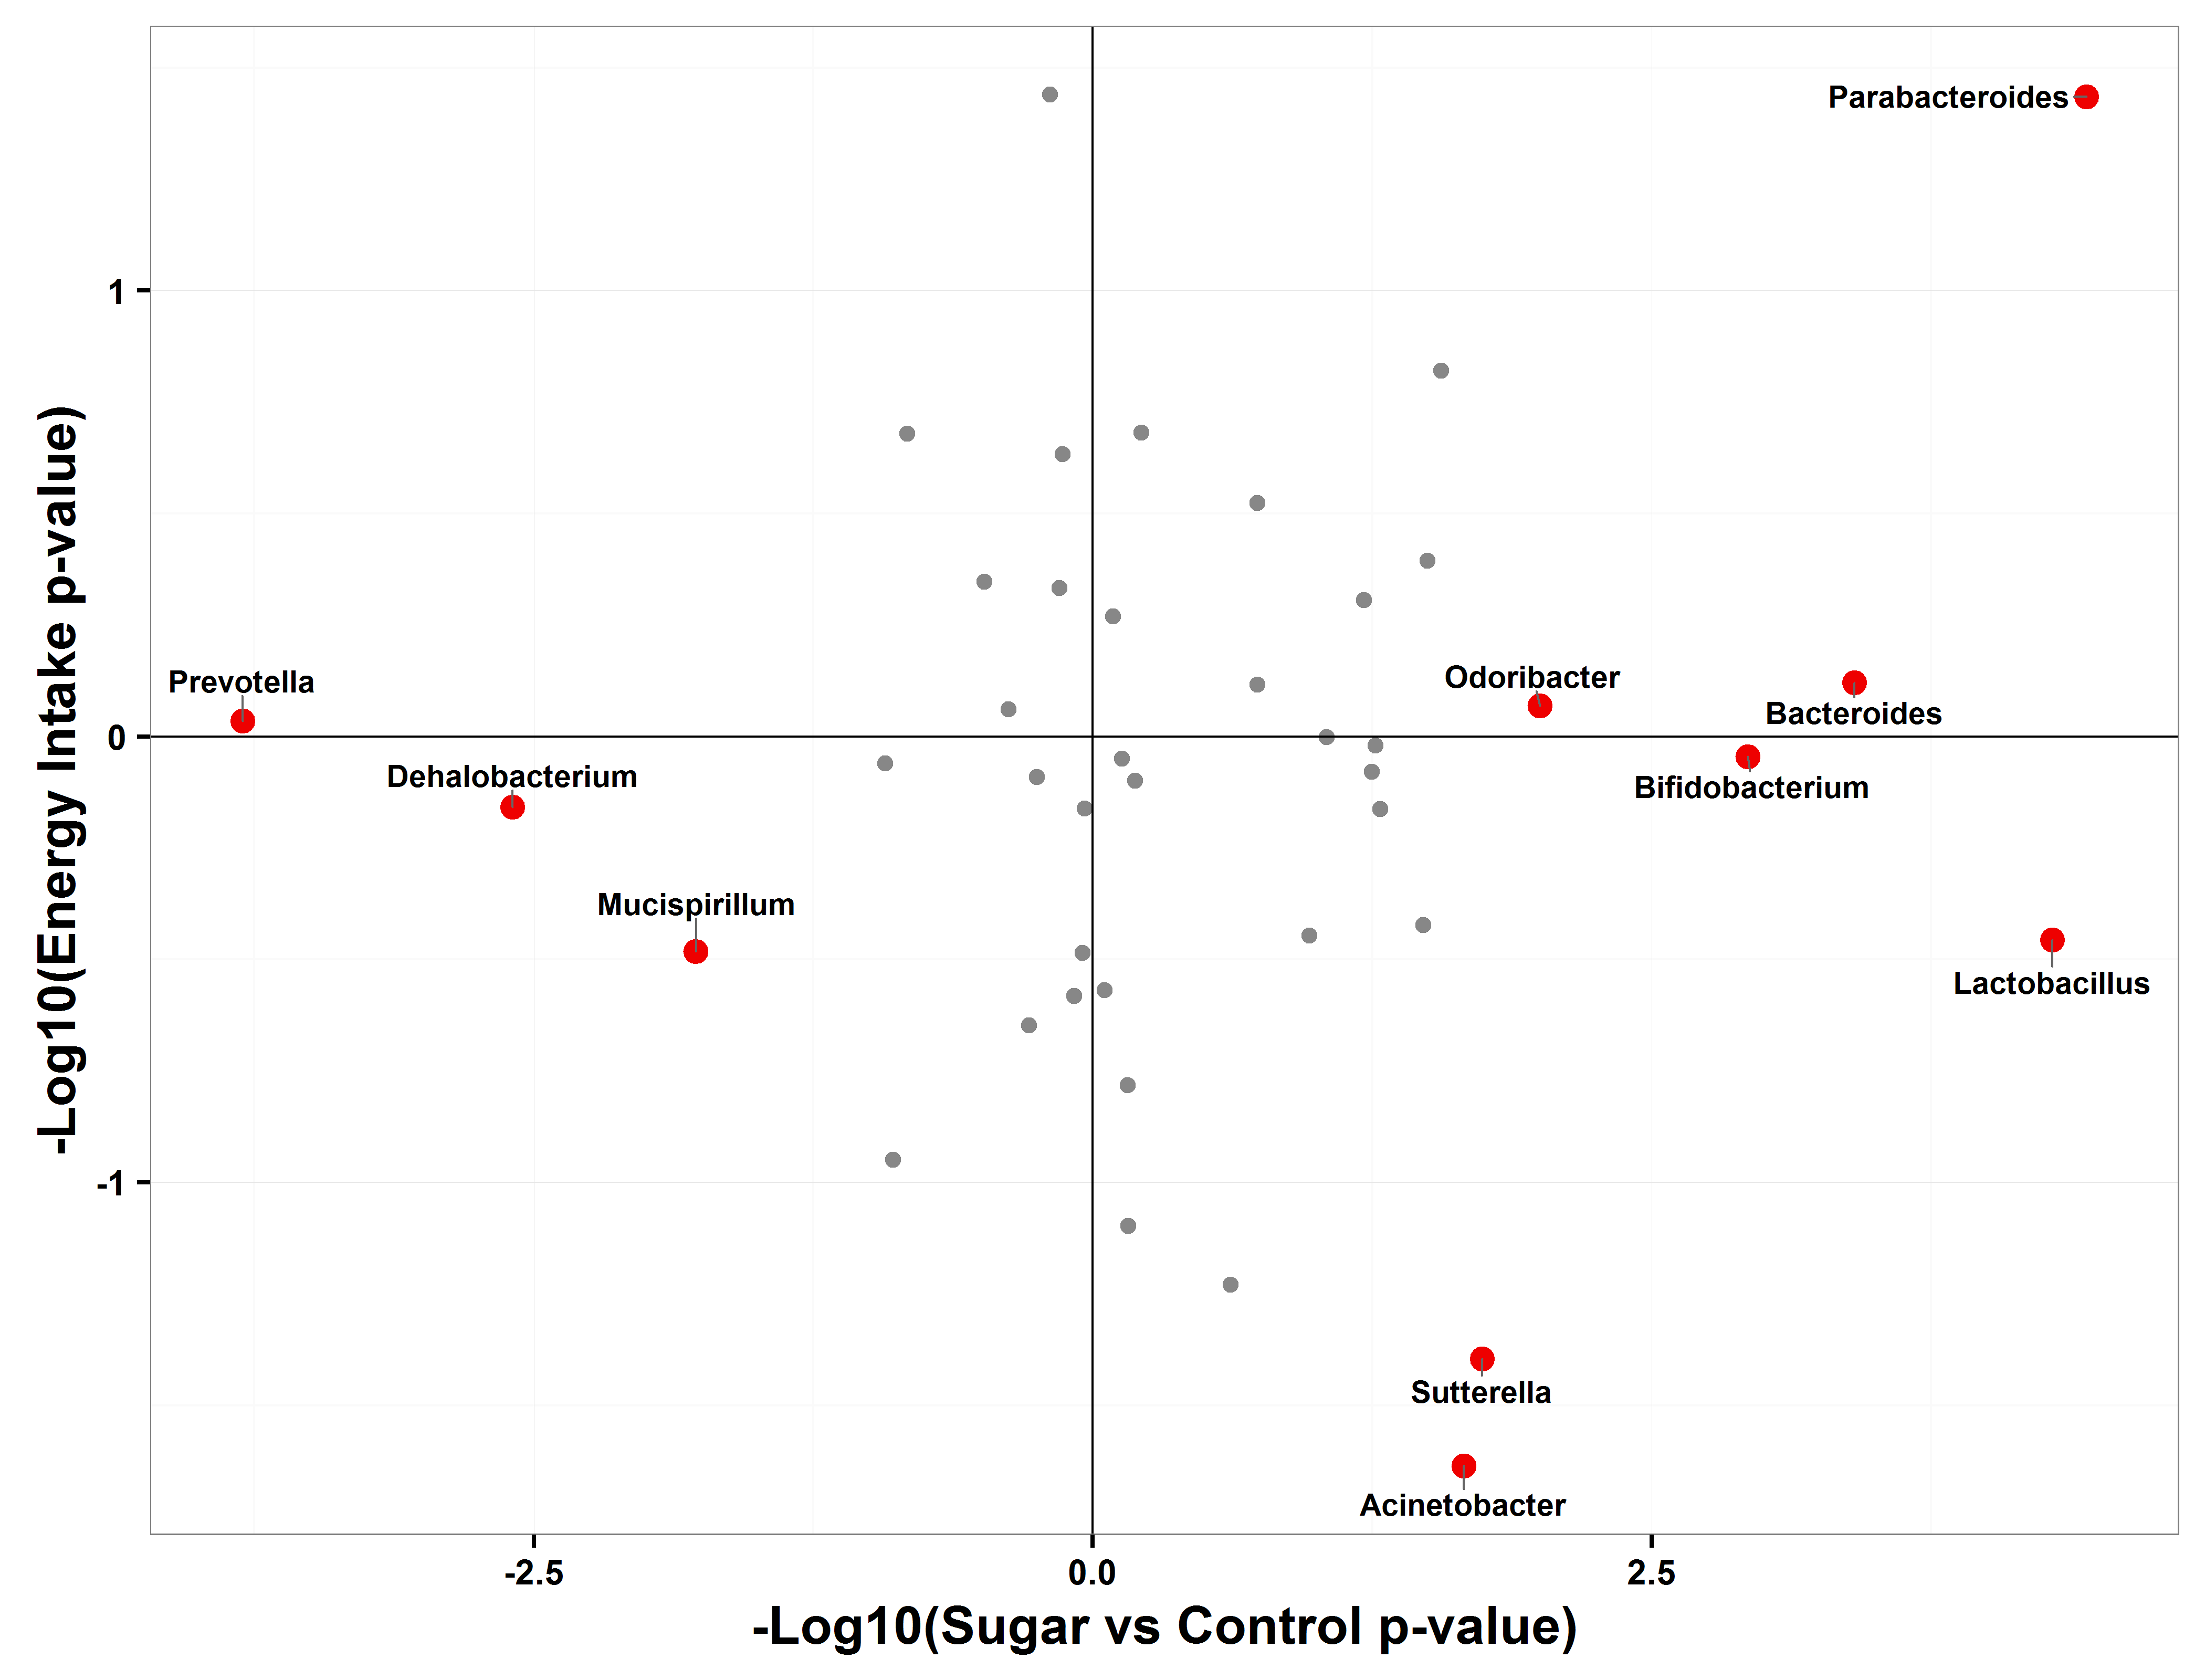 Parabacteroides
1
Prevotella
Odoribacter
Bacteroides
0
Dehalobacterium
Bifidobacterium
Mucispirillum
Lactobacillus
-1
Sutterella
Acinetobacter
-2.5
0.0
2.5
-Log10(Sugar vs Control p-value)
-Log10(Energy Intake p-value)